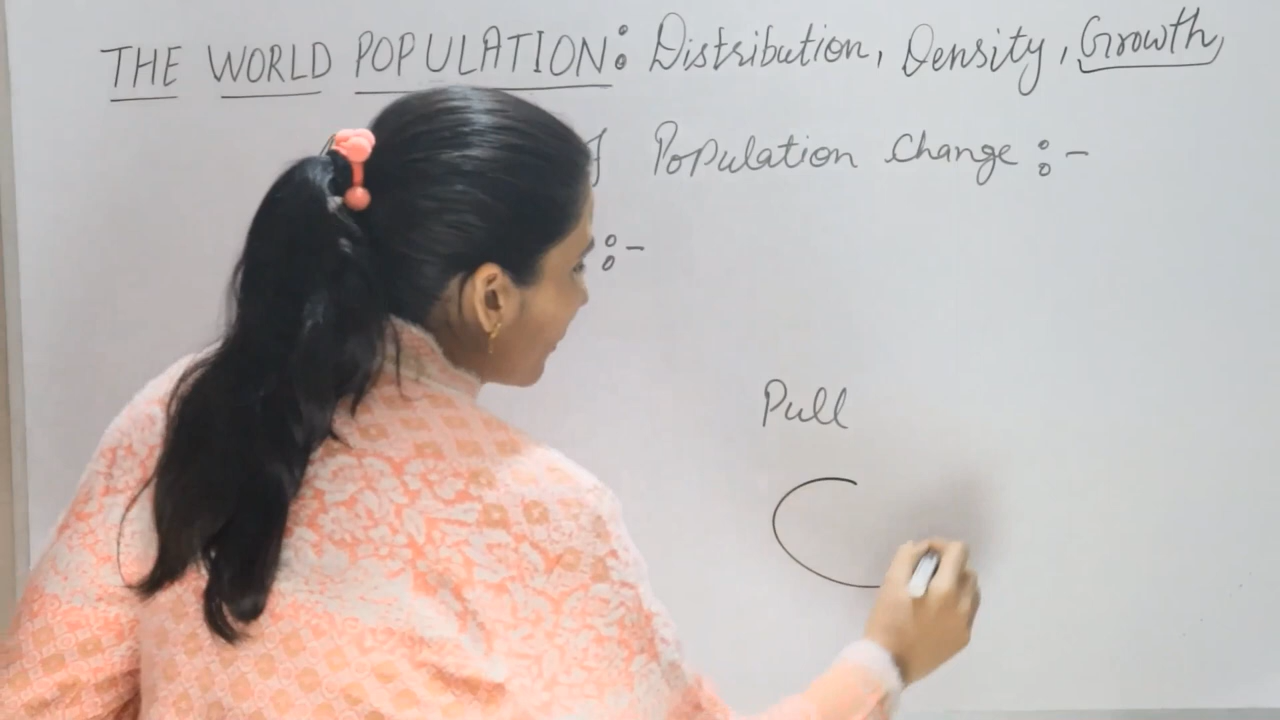 THE WORLD POPULATION: Distribution, Density, Growth,
Population Change :-
:-
Pull